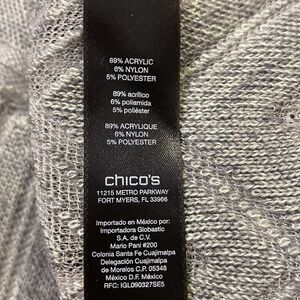 89% ACRYLIC
6% NYLON
5% POLYESTER
89% acrílico
6% poliamida
5% poliéster
89% ACRYLIQUE
6% NYLON
5% POLYESTER
chico's
11215 METRO PARKWAY
FORT MYERS, FL 33966
Importado en México por:
Importadora Globastic
S.A. de C.V.
Mario Pani #200
Colonia Santa Fe Cuajimalpa
Delegación Cuajimalpa
de Morelos C.P. 05348
México D.F. México
RFC: IGL090327SE5